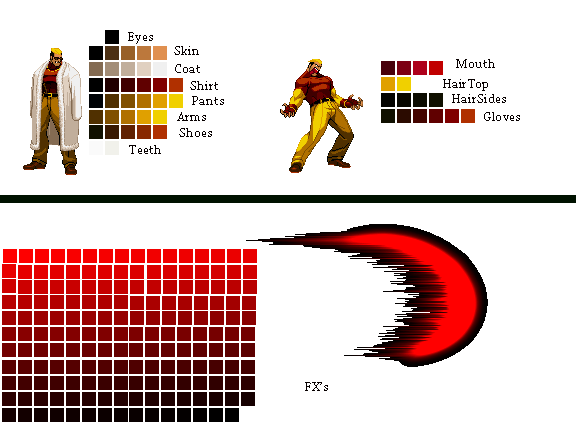 Eyes
Skin
Coat
Shirt
Pants
Arms
Shoes
Teeth
Mouth
HairTop
HairSides
Gloves
FX's